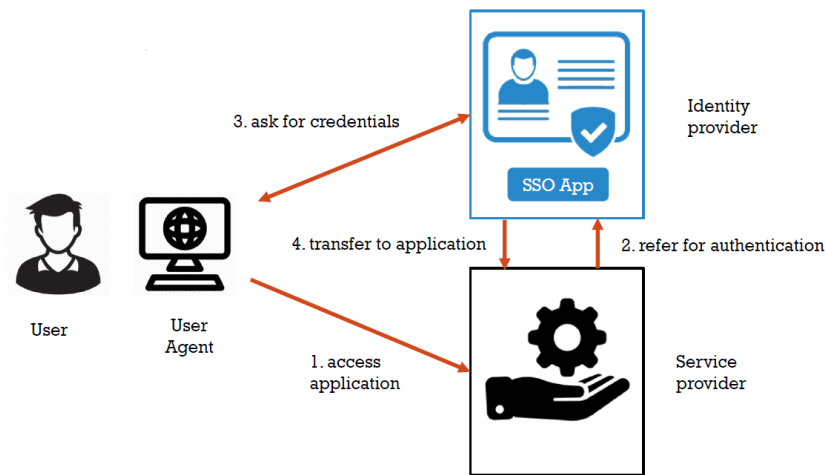 3. ask for credentials
Identity
provider
SSO App
4. transfer to application
2. refer for authentication
User
User
Agent
1. access
application
Service
provider